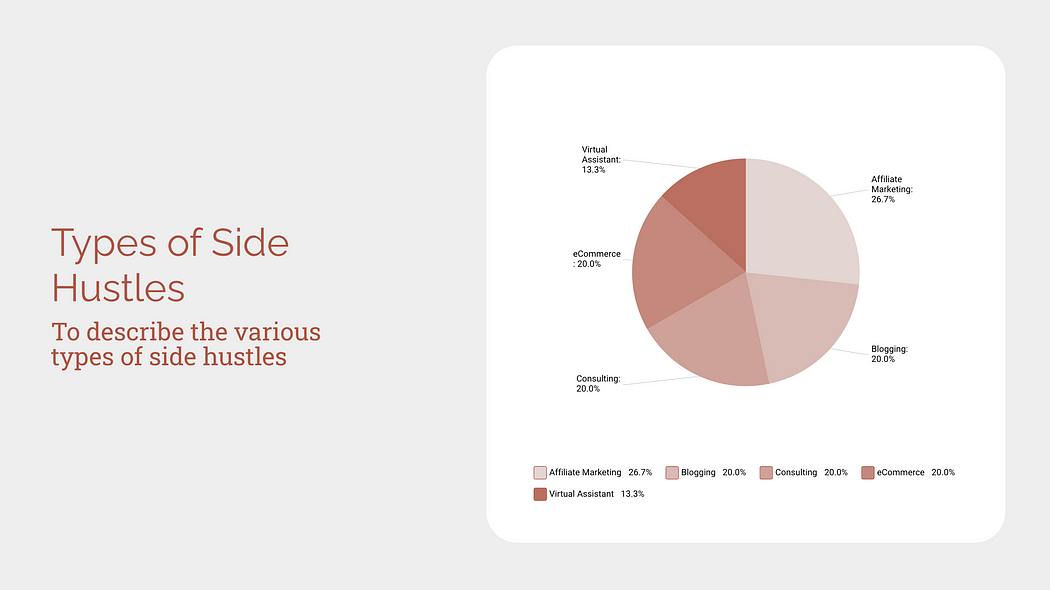 Types of Side
Hustles
To describe the various
types of side hustles
Virtual
Assistant:
13.3%
Affiliate
Marketing:
26.7%
eCommerce
: 20.0%
Blogging:
20.0%
Consulting:
20.0%
Affiliate Marketing 26.7% Blogging 20.0% Consulting 20.0% eCommerce 20.0%
Virtual Assistant 13.3%